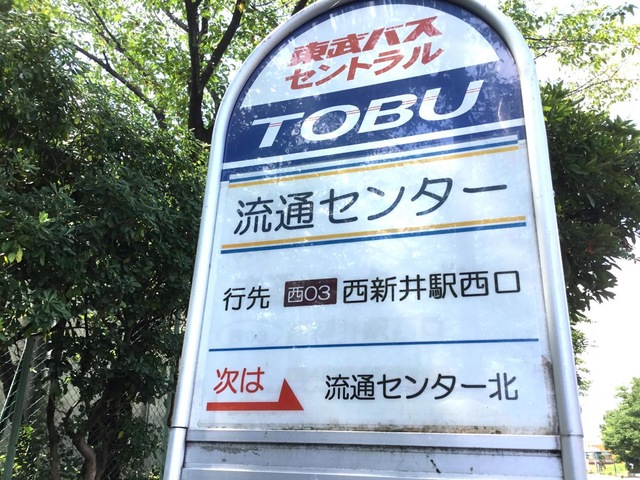 東武バス
セントラル
TOBU
流通センター
行先 西03 西新井駅西口
次は 流通センター北